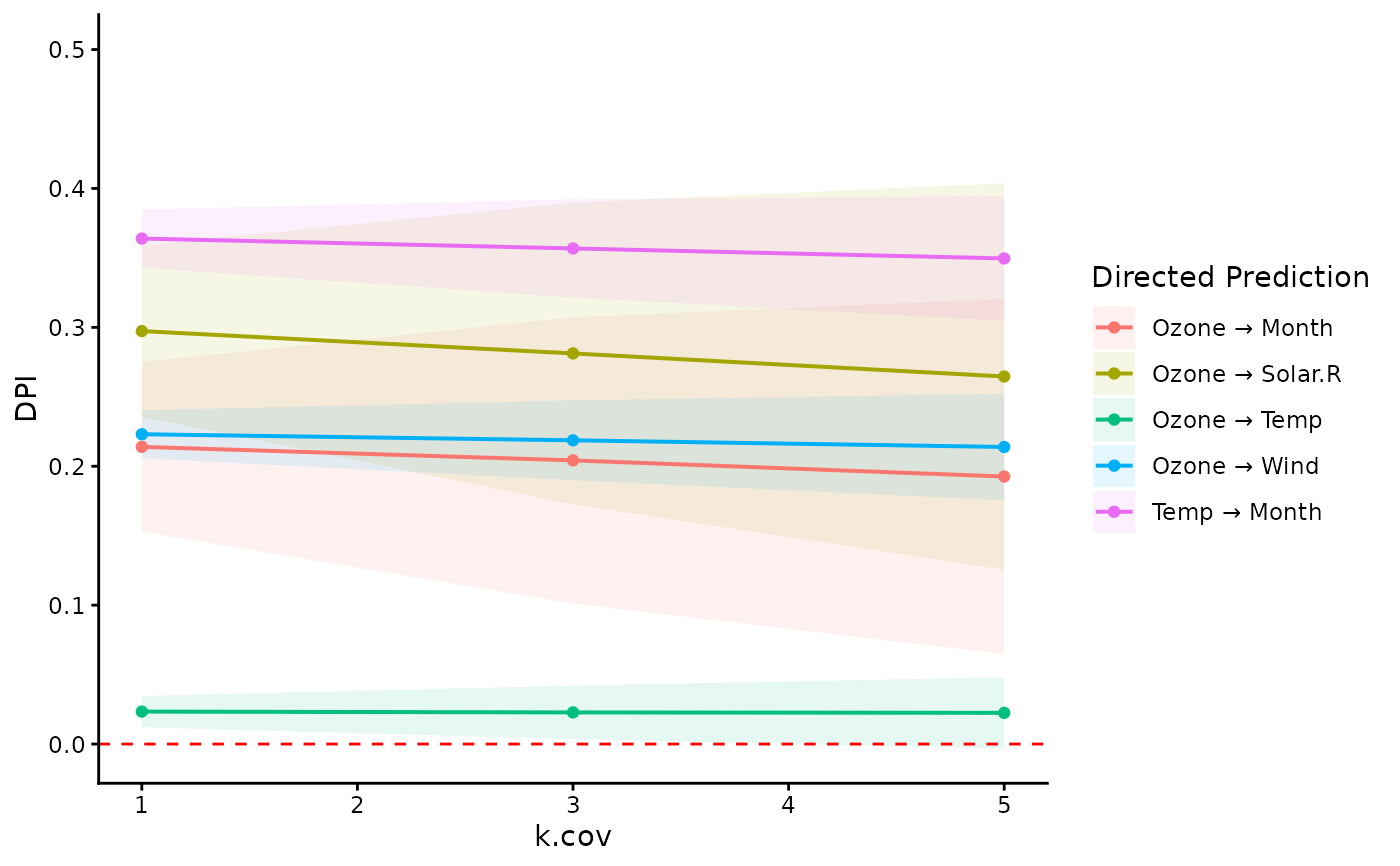 0.5
0.4
0.3
0.2
0.1
0.0
DPI
1
2
3
4
5
k.cov
Directed Prediction
Ozone → Month
Ozone → Solar.R
Ozone → Temp
Ozone → Wind
Temp → Month